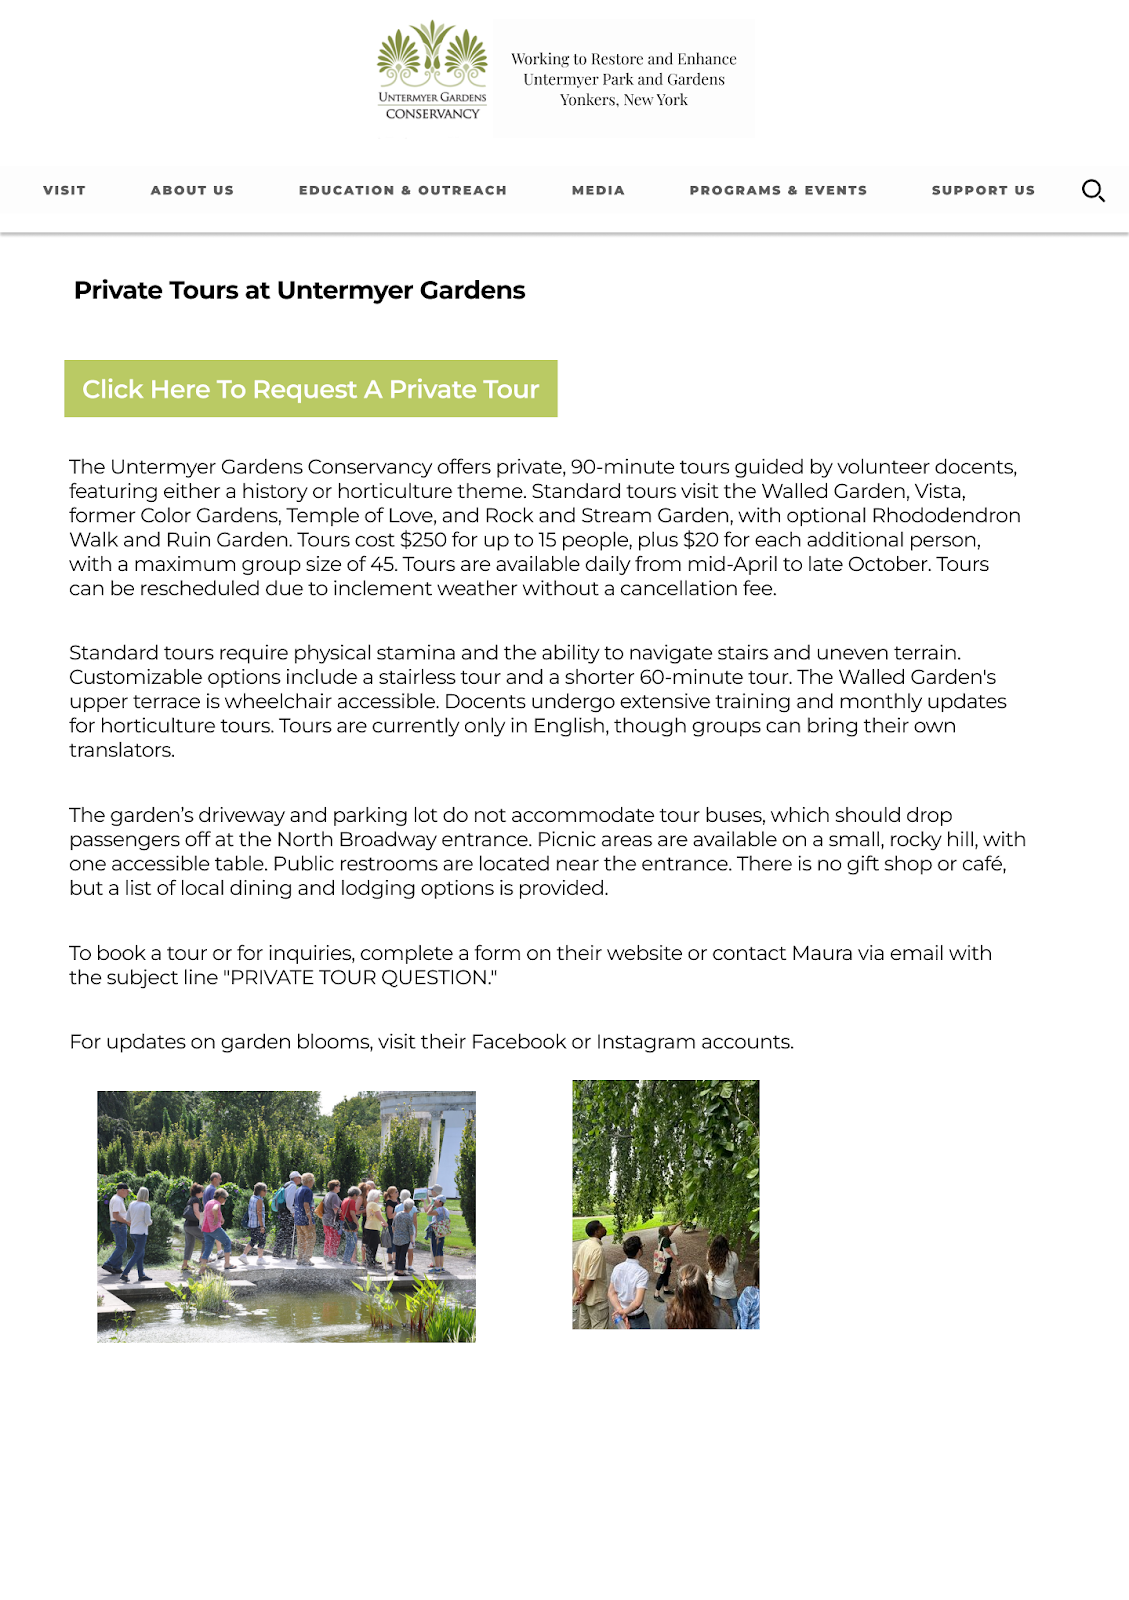 UNTERMYER GARDENS
CONSERVANCY
Working to Restore and Enhance
Untermyer Park and Gardens
Yonkers, New York
VISIT
ABOUT US
EDUCATION & OUTREACH
MEDIA
PROGRAMS & EVENTS
SUPPORT US
Private Tours at Untermyer Gardens
Click Here To Request A Private Tour
The Untermyer Gardens Conservancy offers private, 90-minute tours guided by volunteer docents,
featuring either a history or horticulture theme. Standard tours visit the Walled Garden, Vista,
former Color Gardens, Temple of Love, and Rock and Stream Garden, with optional Rhododendron
Walk and Ruin Garden. Tours cost $250 for up to 15 people, plus $20 for each additional person,
with a maximum group size of 45. Tours are available daily from mid-April to late October. Tours
can be rescheduled due to inclement weather without a cancellation fee.
Standard tours require physical stamina and the ability to navigate stairs and uneven terrain.
Customizable options include a stairless tour and a shorter 60-minute tour. The Walled Garden's
upper terrace is wheelchair accessible. Docents undergo extensive training and monthly updates
for horticulture tours. Tours are currently only in English, though groups can bring their own
translators.
The garden’s driveway and parking lot do not accommodate tour buses, which should drop
passengers off at the North Broadway entrance. Picnic areas are available on a small, rocky hill, with
one accessible table. Public restrooms are located near the entrance. There is no gift shop or café,
but a list of local dining and lodging options is provided.
To book a tour or for inquiries, complete a form on their website or contact Maura via email with
the subject line "PRIVATE TOUR QUESTION."
For updates on garden blooms, visit their Facebook or Instagram accounts.